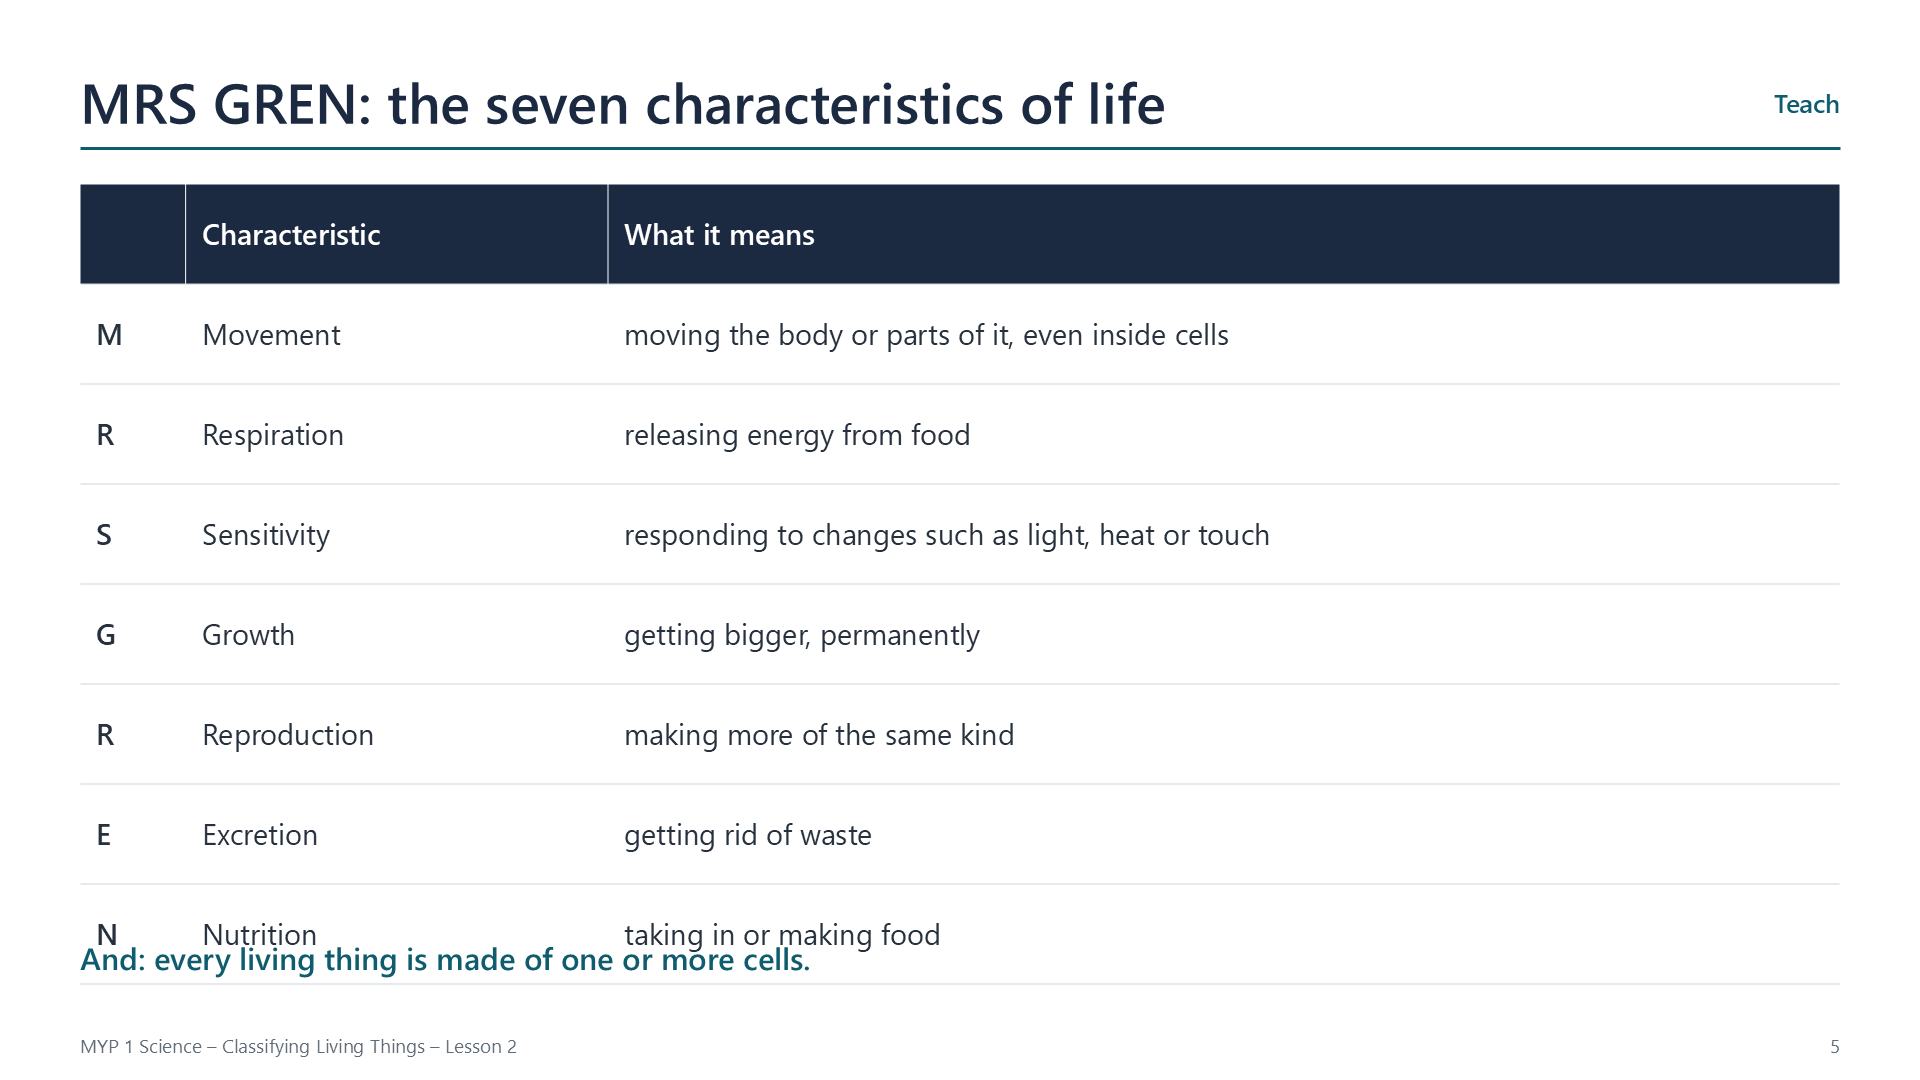 MRS GREN: the seven characteristics of life
Teach
Characteristic What it means
M Movement moving the body or parts of it, even inside cells
R Respiration releasing energy from food
S Sensitivity responding to changes such as light, heat or touch
G Growth getting bigger, permanently
R Reproduction making more of the same kind
E Excretion getting rid of waste
N Nutrition taking in or making food
And: every living thing is made of one or more cells.
MYP 1 Science – Classifying Living Things – Lesson 2
5